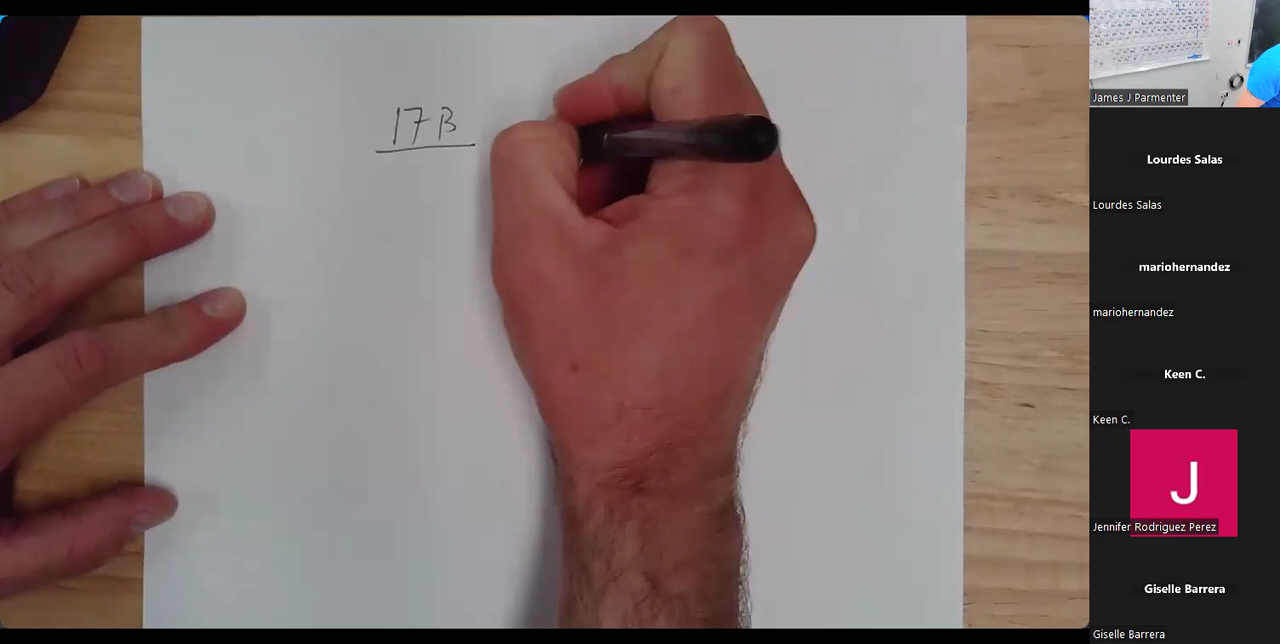 17B
James J Parmenter
Lourdes Salas
Lourdes Salas
mariohernandez
mariohernandez
Keen C.
Keen C.
J
Jennifer Rodriguez Perez
Giselle Barrera
Giselle Barrera